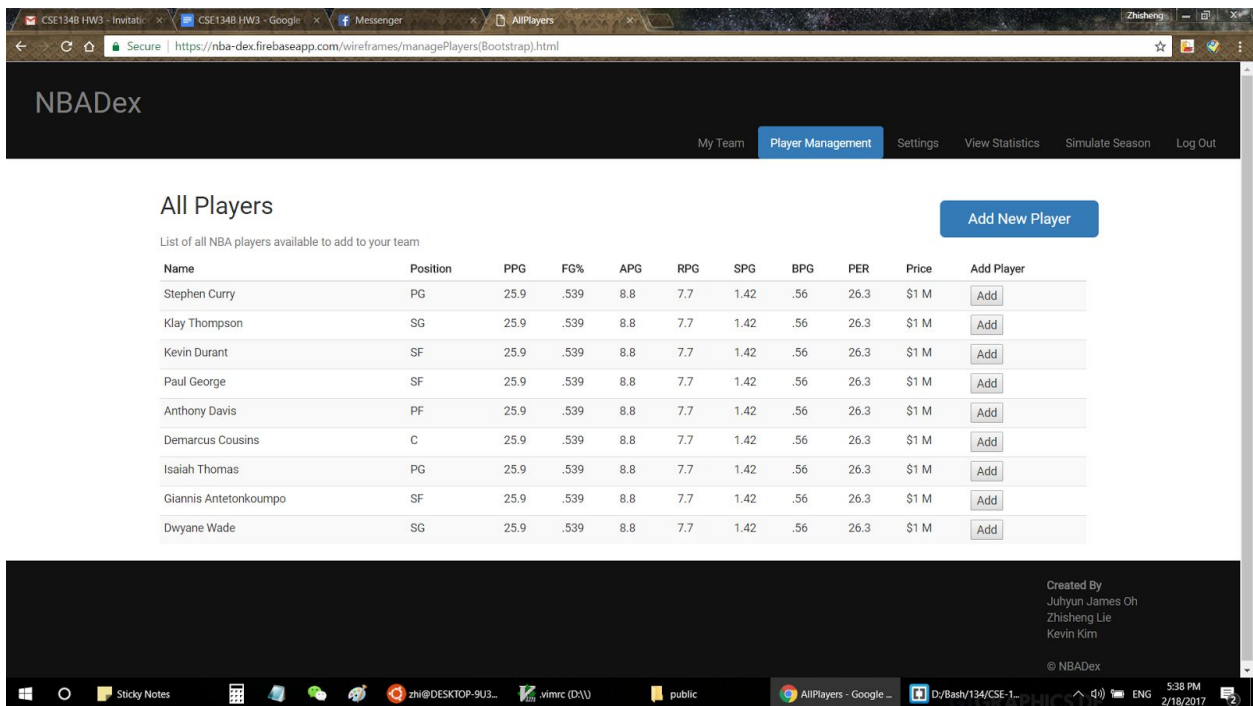 CSE134B HW3 - Invitatio
CSE134B HW3 - Google
Messenger
AllPlayers
Zhisheng
Secure | https://nba-dex.firebaseapp.com/wireframes/managePlayers(Bootstrap).html
NBADex
My Team Player Management Settings View Statistics Simulate Season Log Out
All Players
Add New Player
List of all NBA players available to add to your team
Name Position PPG FG% APG RPG SPG BPG PER Price Add Player
Stephen Curry PG 25.9 .539 8.8 7.7 1.42 .56 26.3 $1 M Add
Klay Thompson SG 25.9 .539 8.8 7.7 1.42 .56 26.3 $1 M Add
Kevin Durant SF 25.9 .539 8.8 7.7 1.42 .56 26.3 $1 M Add
Paul George SF 25.9 .539 8.8 7.7 1.42 .56 26.3 $1 M Add
Anthony Davis PF 25.9 .539 8.8 7.7 1.42 .56 26.3 $1 M Add
Demarcus Cousins C 25.9 .539 8.8 7.7 1.42 .56 26.3 $1 M Add
Isaiah Thomas PG 25.9 .539 8.8 7.7 1.42 .56 26.3 $1 M Add
Giannis Antetonkoumpo SF 25.9 .539 8.8 7.7 1.42 .56 26.3 $1 M Add
Dwyane Wade SG 25.9 .539 8.8 7.7 1.42 .56 26.3 $1 M Add
Created By
Juhyun James Oh
Zhisheng Lie
Kevin Kim
© NBADex
Sticky Notes
zhi@DESKTOP-9U3...
.vimrc (D:\\)
public
AllPlayers - Google ...
D:/Bash/134/CSE-1...
ENG
5:38 PM
2/18/2017